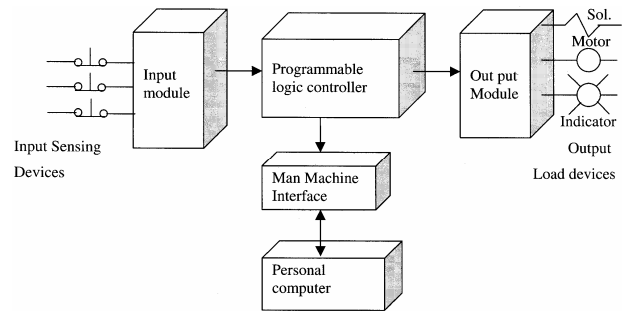 Sol.
Motor
Input
module
Programmable
logic controller
Out put
Module
Indicator
Input Sensing
Devices
Output
Load devices
Man Machine
Interface
Personal
computer